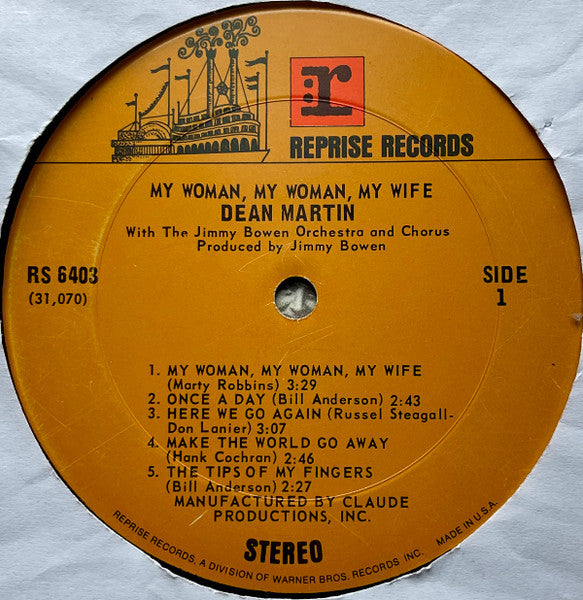 r
REPRISE RECORDS
MY WOMAN, MY WOMAN, MY WIFE
DEAN MARTIN
With The Jimmy Bowen Orchestra and Chorus
Produced by Jimmy Bowen
RS 6403
(31,070)
SIDE
1
1. MY WOMAN, MY WOMAN, MY WIFE
(Marty Robbins) 3:29
2. ONCE A DAY (Bill Anderson) 2:43
3. HERE WE GO AGAIN (Russel Steagall-
Don Lanier) 3:07
4. MAKE THE WORLD GO AWAY
(Hank Cochran) 2:46
5. THE TIPS OF MY FINGERS
(Bill Anderson) 2:27
MANUFACTURED BY CLAUDE
PRODUCTIONS, INC.
STEREO
REPRISE RECORDS, A DIVISION OF WARNER BROS. RECORDS INC. MADE IN U.S.A.